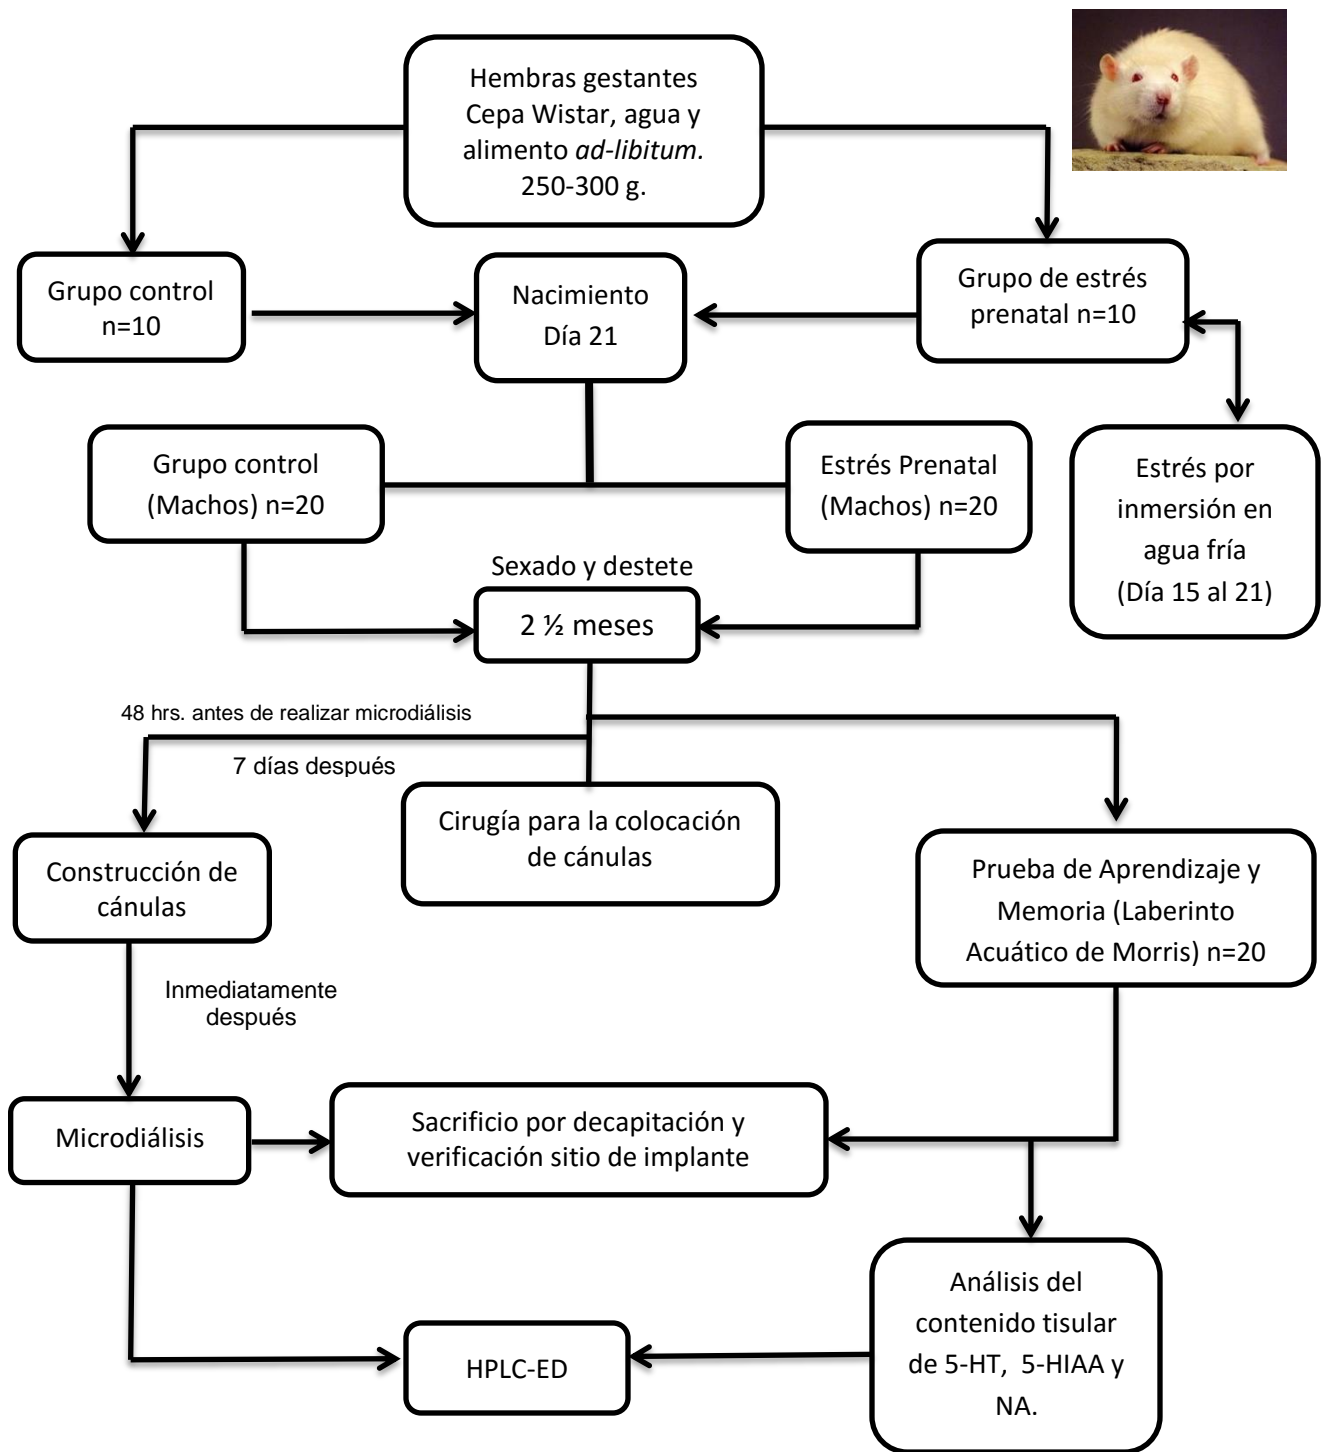 Hembras gestantes
Cepa Wistar, agua y
alimento ad-libitum.
250-300 g.
Grupo control
n=10
Nacimiento
Día 21
Grupo de estrés
prenatal n=10
Grupo control
(Machos) n=20
Estrés Prenatal
(Machos) n=20
Estrés por
inmersión en
agua fría
(Día 15 al 21)
Sexado y destete
2 ½ meses
48 hrs. antes de realizar microdiálisis
7 días después
Cirugía para la colocación
de cánulas
Construcción de
cánulas
Prueba de Aprendizaje y
Memoria (Laberinto
Acuático de Morris) n=20
Inmediatamente
después
Microdiálisis
Sacrificio por decapitación y
verificación sitio de implante
Análisis del
contenido tisular
de 5-HT, 5-HIAA y
NA.
HPLC-ED